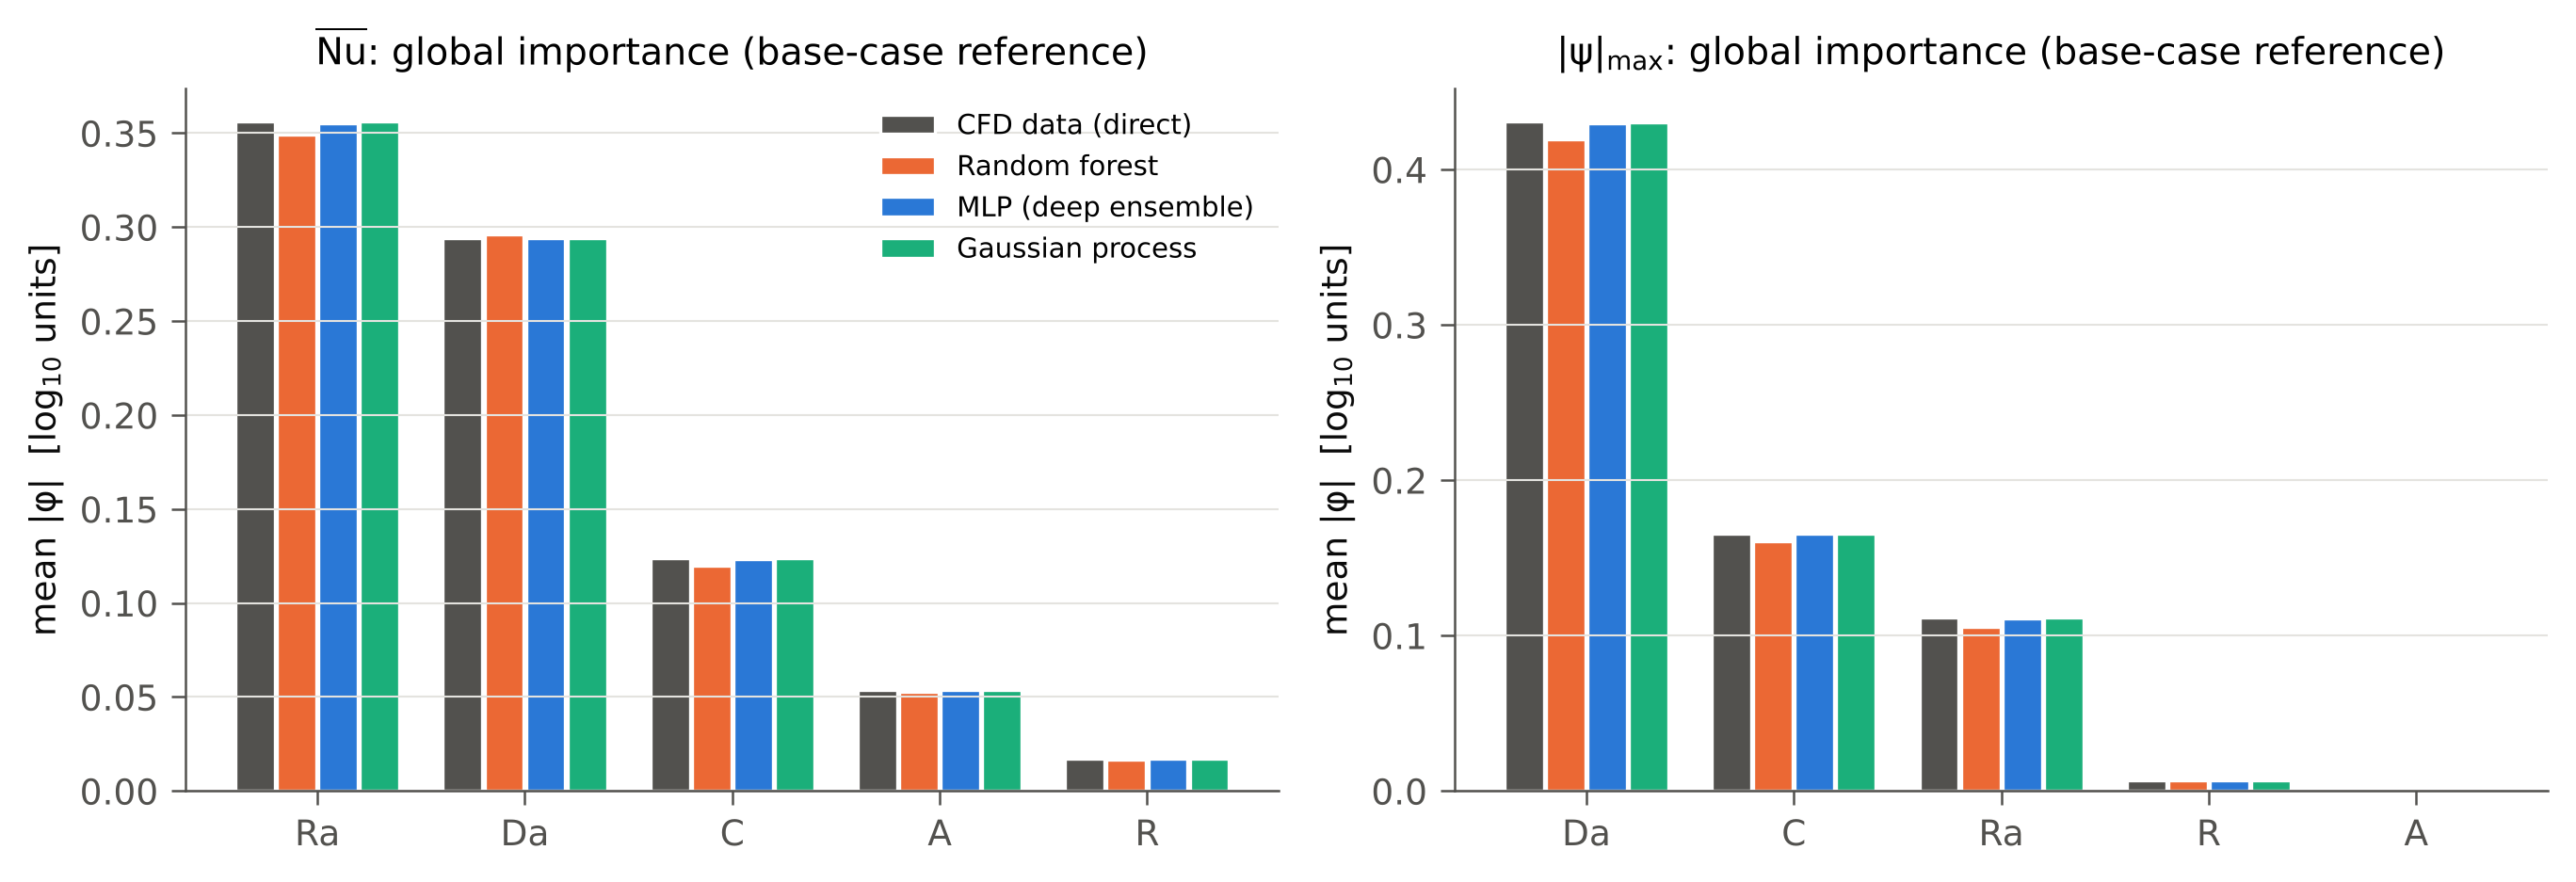 N̅u̅: global importance (base-case reference)
mean |φ| [log₁₀ units]
0.35
0.30
0.25
0.20
0.15
0.10
0.05
0.00
CFD data (direct)
Random forest
MLP (deep ensemble)
Gaussian process
Ra Da C A R
|ψ|ₘₐₓ: global importance (base-case reference)
mean |φ| [log₁₀ units]
0.4
0.3
0.2
0.1
0.0
Da C Ra R A